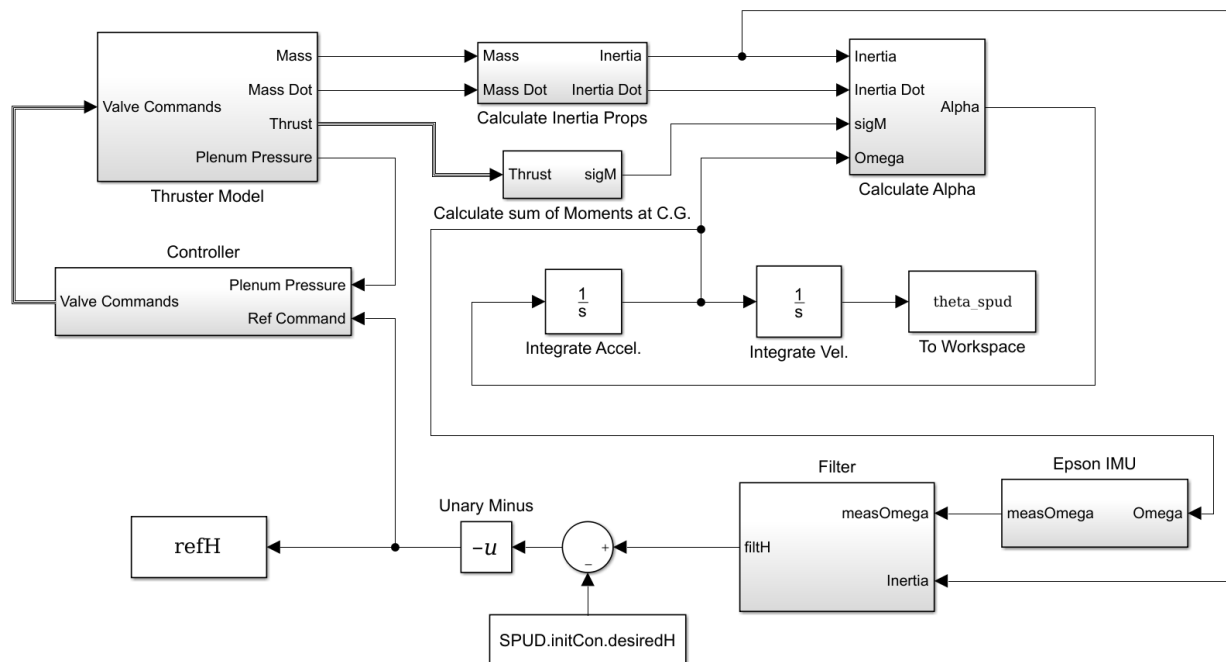 Mass
Mass Dot
Thrust
Plenum Pressure
Valve Commands
Thruster Model
Mass
Inertia
Mass Dot
Inertia Dot
Calculate Inertia Props
Thrust
sigM
Calculate sum of Moments at C.G.
Inertia
Inertia Dot
sigM
Omega
Alpha
Calculate Alpha
Controller
Plenum Pressure
Valve Commands
Ref Command
1
s
Integrate Accel.
1
s
Integrate Vel.
theta_spud
To Workspace
Filter
measOmega
filtH
Inertia
Epson IMU
measOmega
Omega
Unary Minus
-u
+
−
refH
SPUD.initCon.desiredH